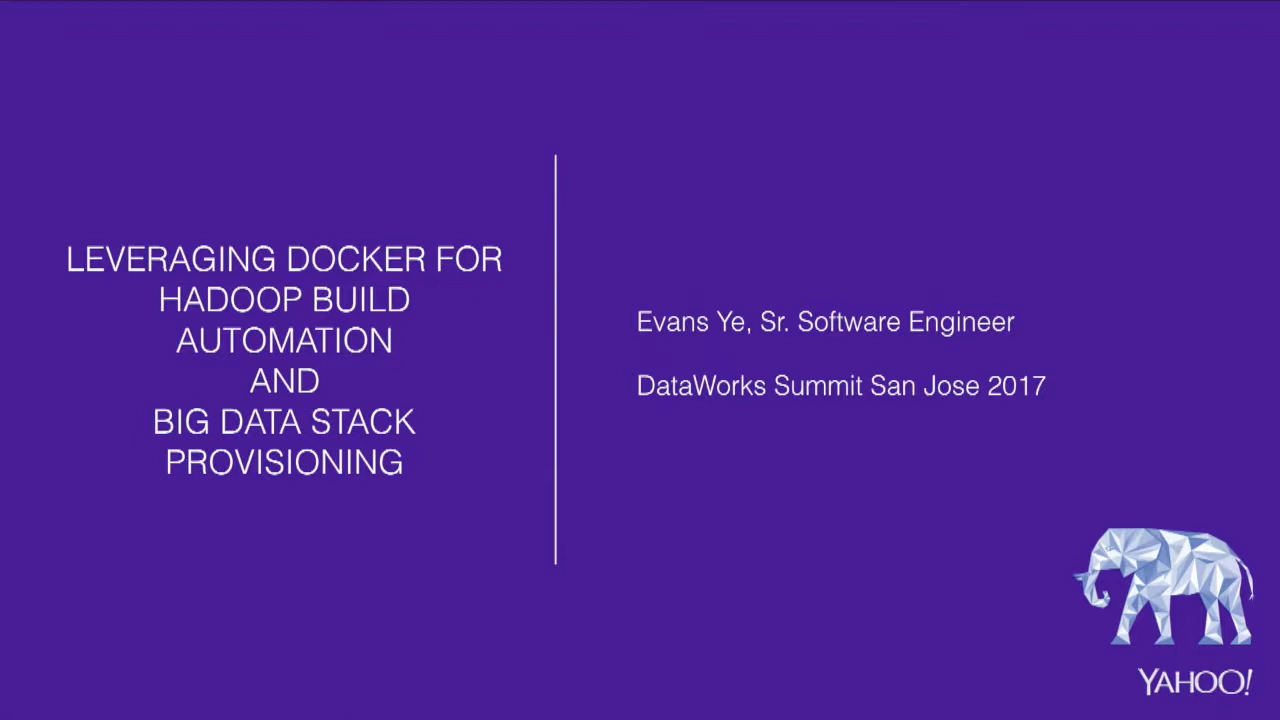 LEVERAGING DOCKER FOR
HADOOP BUILD
AUTOMATION
AND
BIG DATA STACK
PROVISIONING
Evans Ye, Sr. Software Engineer
DataWorks Summit San Jose 2017
YAHOO!